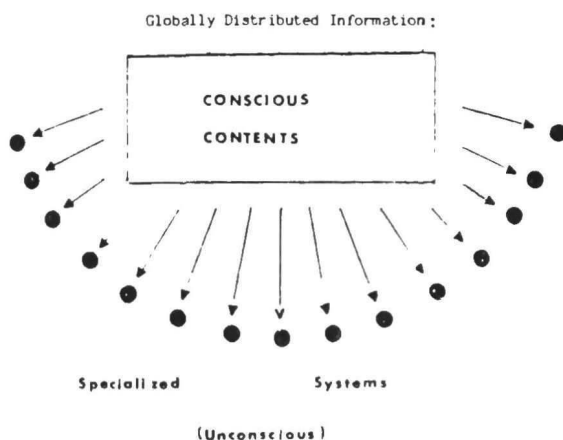 Globally Distributed Information:
CONSCIOUS
CONTENTS
Specialized Systems
(Unconscious)